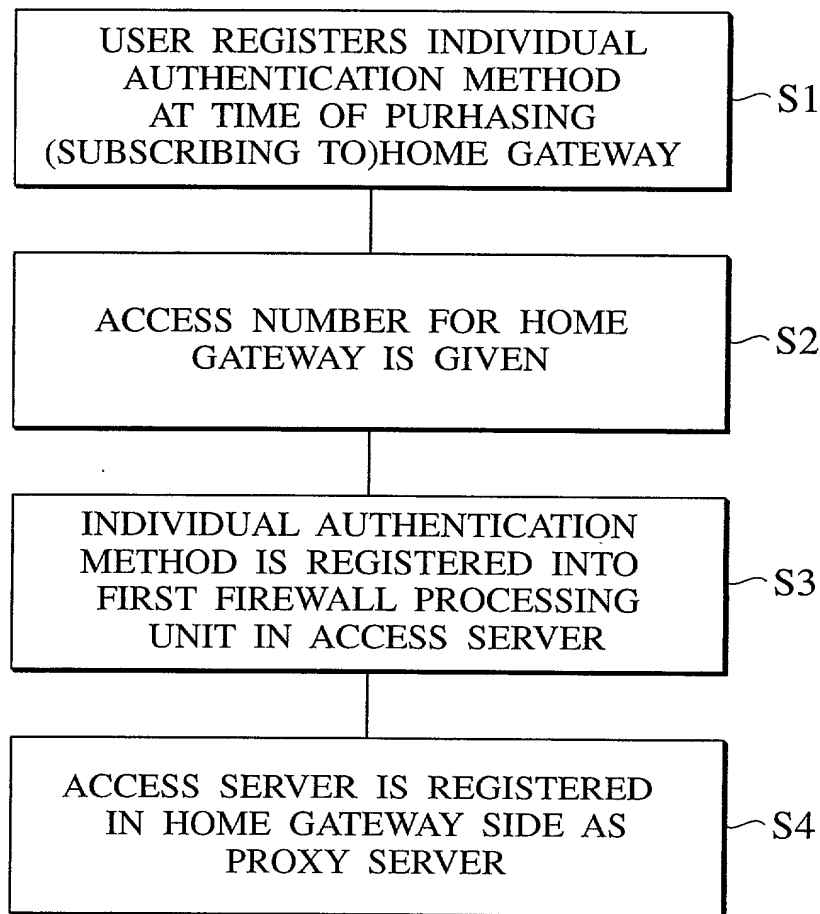 USER REGISTERS INDIVIDUAL
AUTHENTICATION METHOD
AT TIME OF PURHASING
(SUBSCRIBING TO)HOME GATEWAY
S1
ACCESS NUMBER FOR HOME
GATEWAY IS GIVEN
S2
INDIVIDUAL AUTHENTICATION
METHOD IS REGISTERED INTO
FIRST FIREWALL PROCESSING
UNIT IN ACCESS SERVER
S3
ACCESS SERVER IS REGISTERED
IN HOME GATEWAY SIDE AS
PROXY SERVER
S4